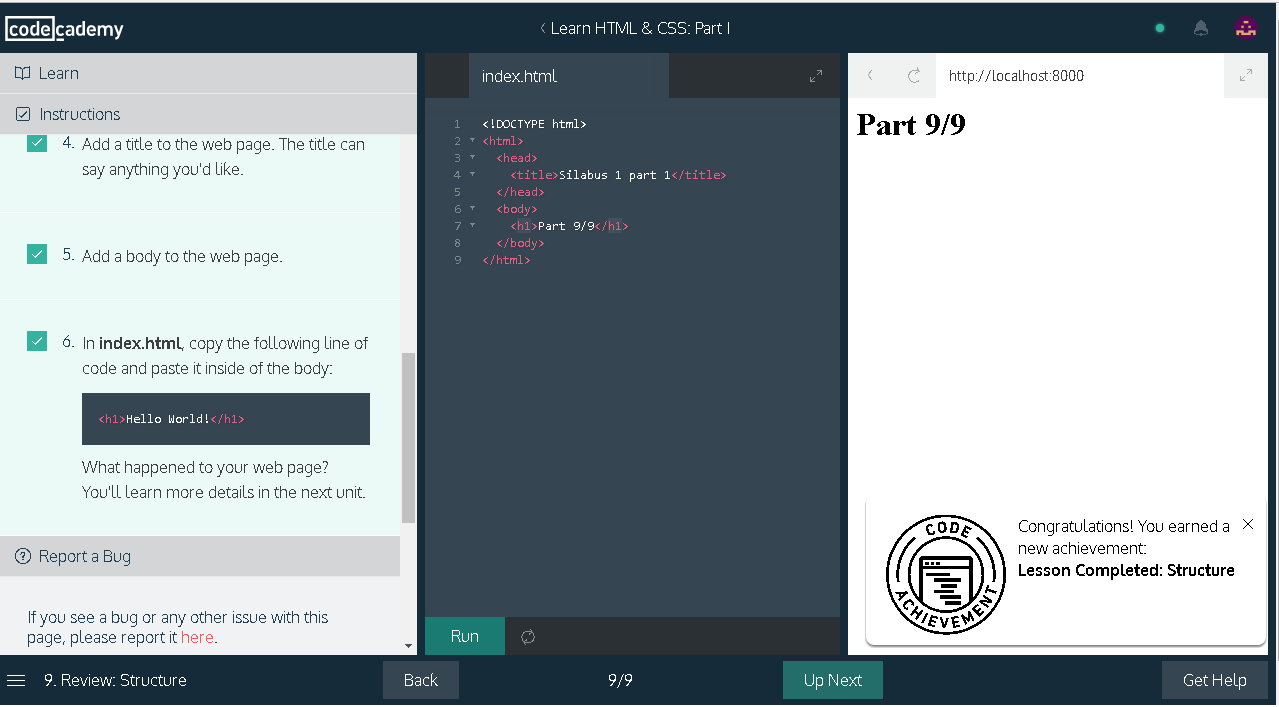 codecademy
Learn HTML & CSS: Part I
Learn
Instructions
4. Add a title to the web page. The title can
say anything you'd like.
5. Add a body to the web page.
6. In index.html, copy the following line of
code and paste it inside of the body:
<h1>Hello World!</h1>
What happened to your web page?
You'll learn more details in the next unit.
Report a Bug
If you see a bug or any other issue with this
page, please report it here.
index.html
1 <!DOCTYPE html>
2 <html>
3 <head>
4 <title>Silabus 1 part 1</title>
5 </head>
6 <body>
7 <h1>Part 9/9</h1>
8 </body>
9 </html>
Run
http://localhost:8000
Part 9/9
CODE
ACHIEVEMENT
Congratulations! You earned a
new achievement:
Lesson Completed: Structure
9. Review: Structure
Back
9/9
Up Next
Get Help